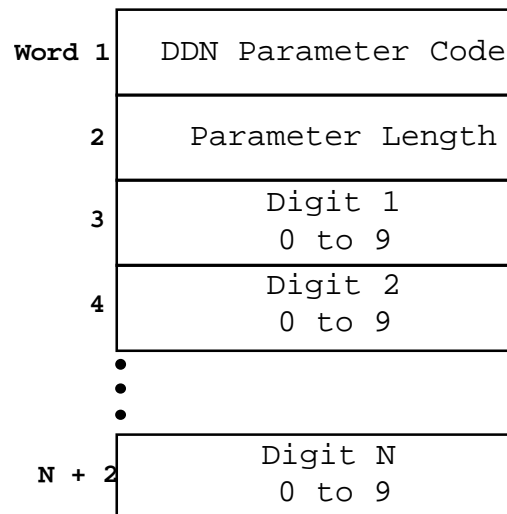 Word 1 DDN Parameter Code
2 Parameter Length
3 Digit 1
0 to 9
4 Digit 2
0 to 9
N + 2 Digit N
0 to 9